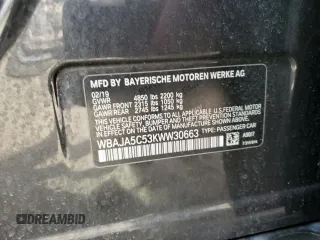 MFD BY BAYERISCHE MOTOREN WERKE AG
02/19
GVWR 4850 LBS 2200 KG
GAWR FRONT 2315 LBS 1050 KG
GAWR REAR 2745 LBS 1245 KG
THIS VEHICLE CONFORMS TO ALL APPLICABLE
FEDERAL MOTOR VEHICLE SAFETY, BUMPER AND
THEFT PREVENTION STANDARDS IN EFFECT ON
THE DATE OF MANUFACTURE SHOWN ABOVE.
WBAJA5C53KWW30663 TYPE: PASSENGER CAR
DREAMBID